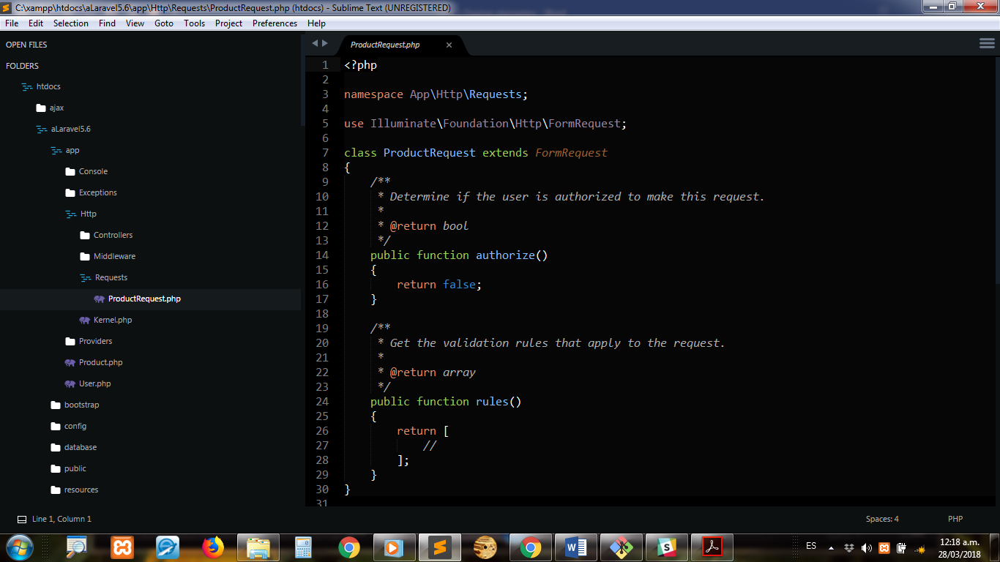 C:\xampp\htdocs\aLaravel5.6\app\Http\Requests\ProductRequest.php (htdocs) - Sublime Text (UNREGISTERED)
File Edit Selection Find View Goto Tools Project Preferences Help
OPEN FILES
FOLDERS
htdocs
ajax
aLaravel5.6
app
Console
Exceptions
Http
Controllers
Middleware
Requests
ProductRequest.php
Kernel.php
Providers
Product.php
User.php
bootstrap
config
database
public
resources
ProductRequest.php
1 <?php
2
3 namespace App\Http\Requests;
4
5 use Illuminate\Foundation\Http\FormRequest;
6
7 class ProductRequest extends FormRequest
8 {
9     /**
10      * Determine if the user is authorized to make this request.
11      *
12      * @return bool
13      */
14     public function authorize()
15     {
16         return false;
17     }
18
19     /**
20      * Get the validation rules that apply to the request.
21      *
22      * @return array
23      */
24     public function rules()
25     {
26         return [
27             //
28         ];
29     }
30 }
31
Line 1, Column 1 Spaces: 4 PHP
ES
12:18 a.m.
28/03/2018